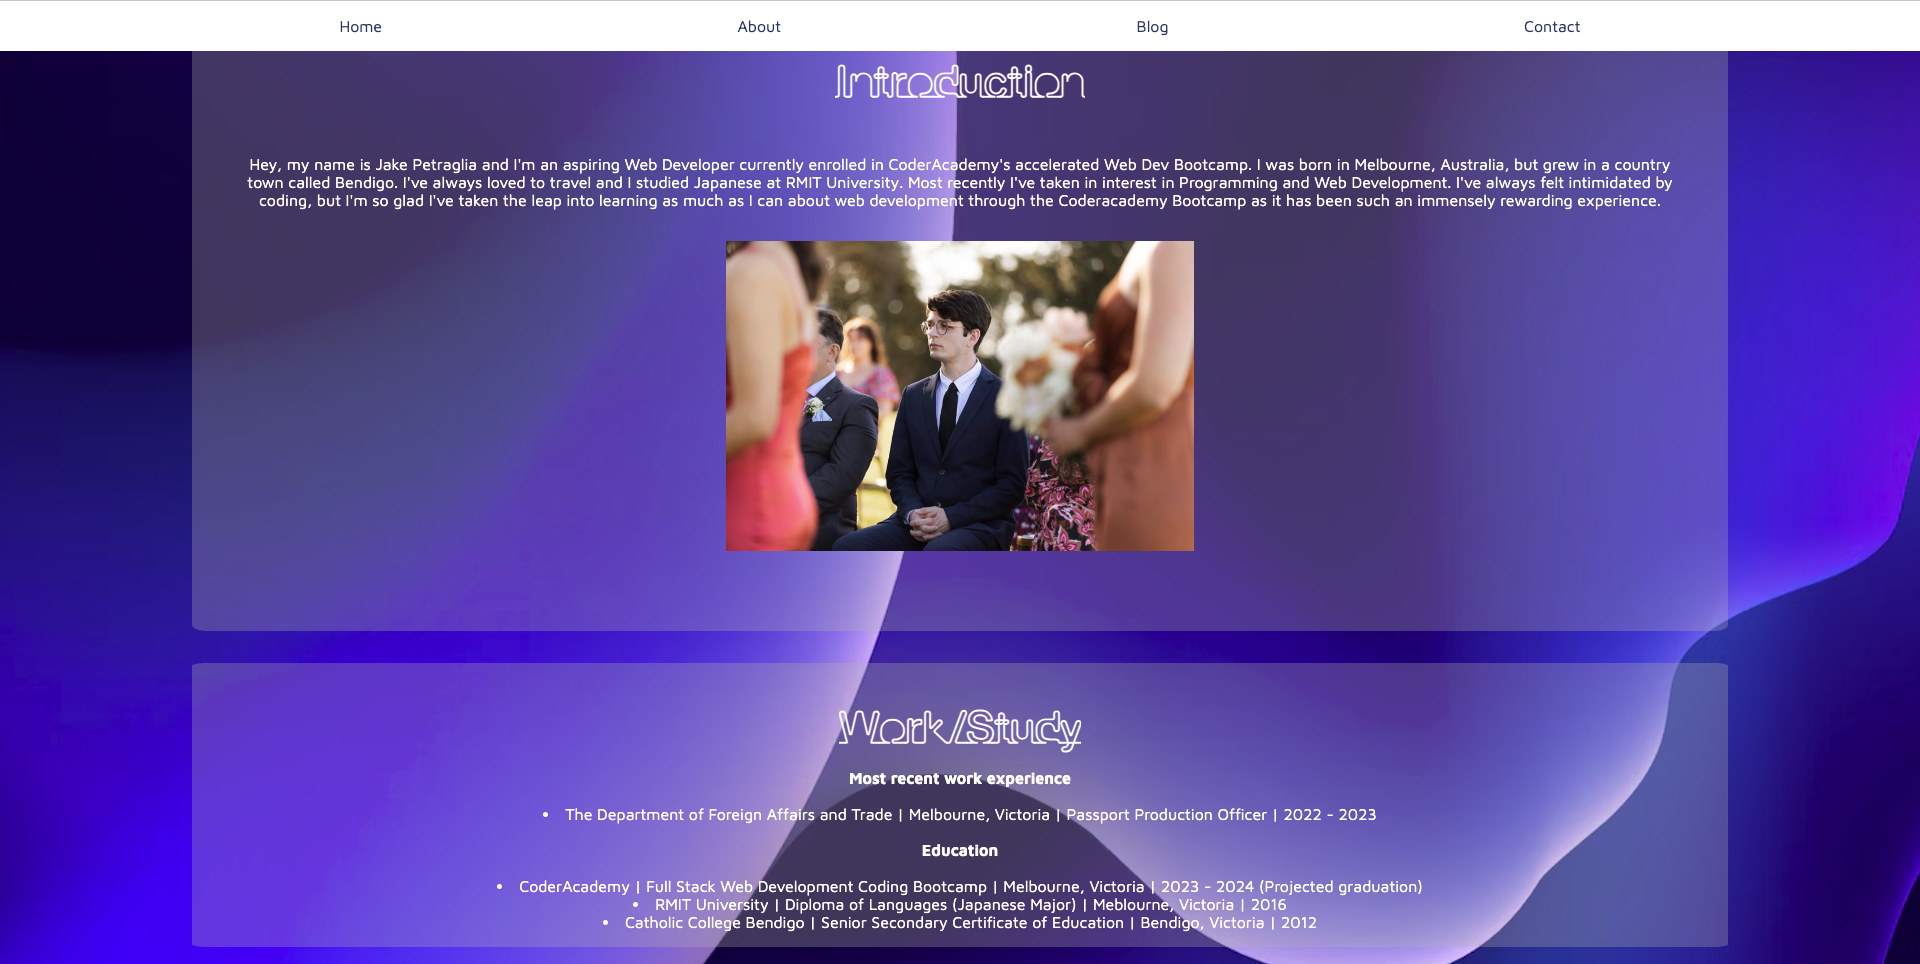 Home About Blog Contact
Introduction
Hey, my name is Jake Petraglia and I'm an aspiring Web Developer currently enrolled in CoderAcademy's accelerated Web Dev Bootcamp. I was born in Melbourne, Australia, but grew in a country
town called Bendigo. I've always loved to travel and I studied Japanese at RMIT University. Most recently I've taken in interest in Programming and Web Development. I've always felt intimidated by
coding, but I'm so glad I've taken the leap into learning as much as I can about web development through the Coderacademy Bootcamp as it has been such an immensely rewarding experience.
Work/Study
Most recent work experience
• The Department of Foreign Affairs and Trade | Melbourne, Victoria | Passport Production Officer | 2022 - 2023
Education
• CoderAcademy | Full Stack Web Development Coding Bootcamp | Melbourne, Victoria | 2023 - 2024 (Projected graduation)
• RMIT University | Diploma of Languages (Japanese Major) | Meblourne, Victoria | 2016
• Catholic College Bendigo | Senior Secondary Certificate of Education | Bendigo, Victoria | 2012